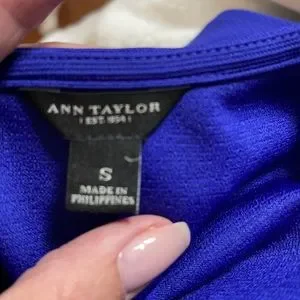 ANN TAYLOR
EST. 1954
S
MADE IN
PHILIPPINES